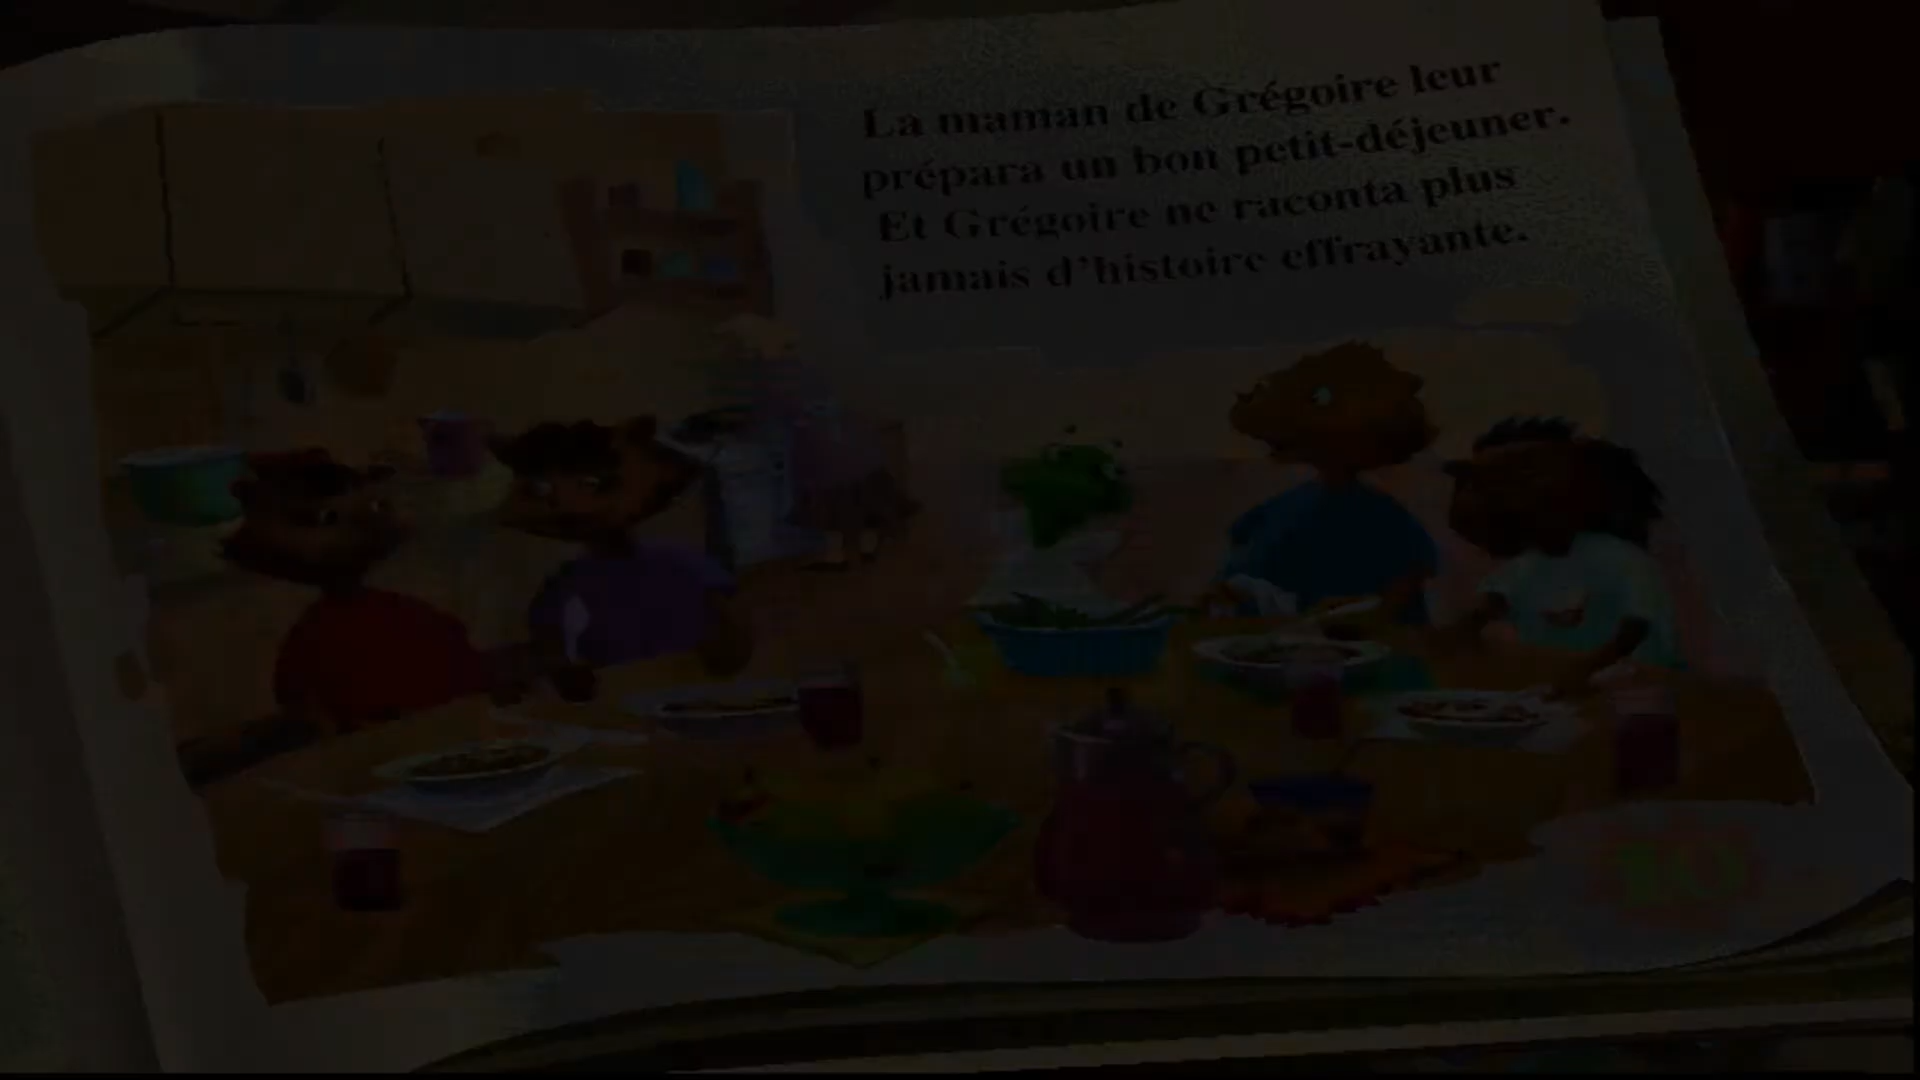 La maman de Grégoire leur
prépara un bon petit-déjeuner.
Et Grégoire ne raconta plus
jamais d'histoire effrayante.